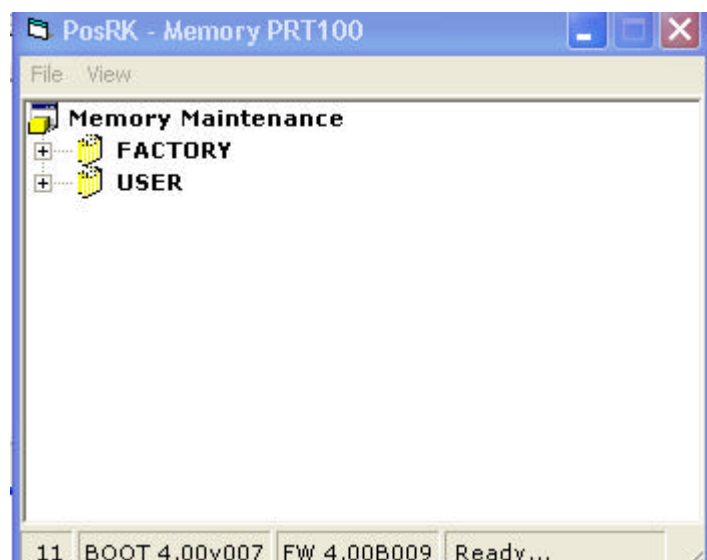 PosRK - Memory PRT100
File View
Memory Maintenance
FACTORY
USER
11 BOOT 4.00v007 FW 4.00B009 Ready...